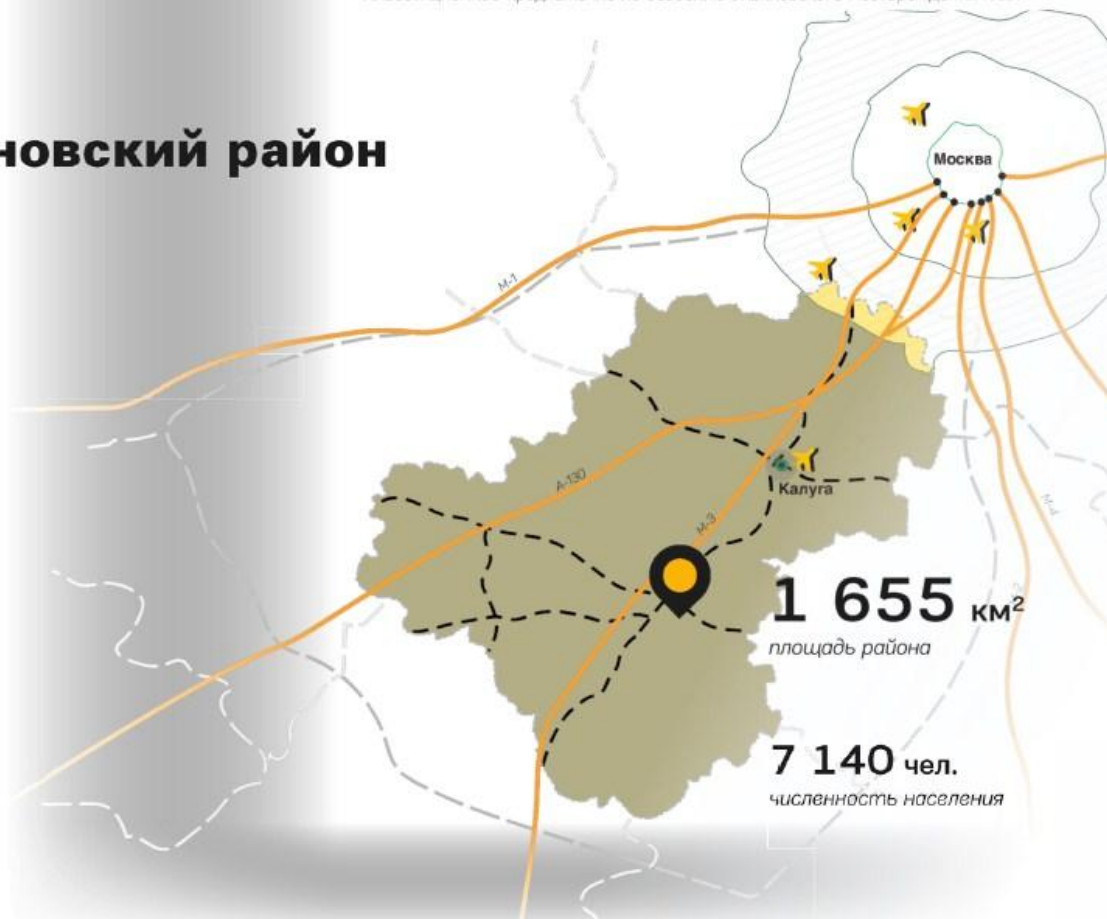 новский район
Москва
М-1
А-130
Калуга
М-3
М-4
1 655 км²
площадь района
7 140 чел.
численность населения